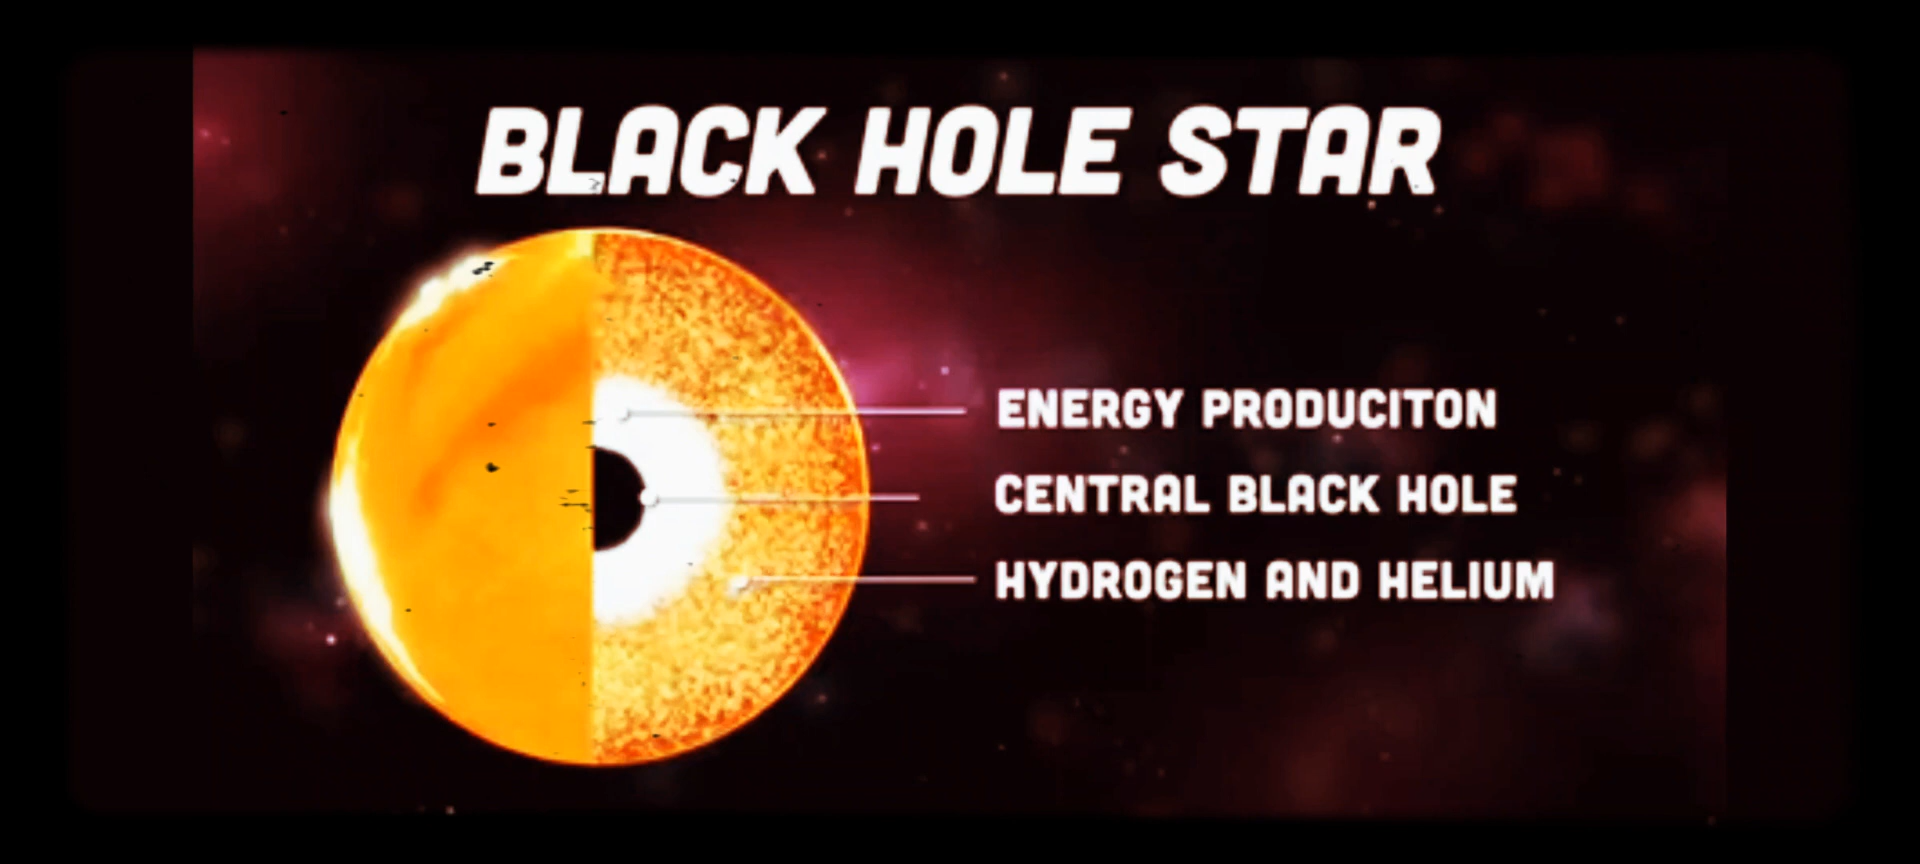 BLACK HOLE STAR
ENERGY PRODUCITON
CENTRAL BLACK HOLE
HYDROGEN AND HELIUM